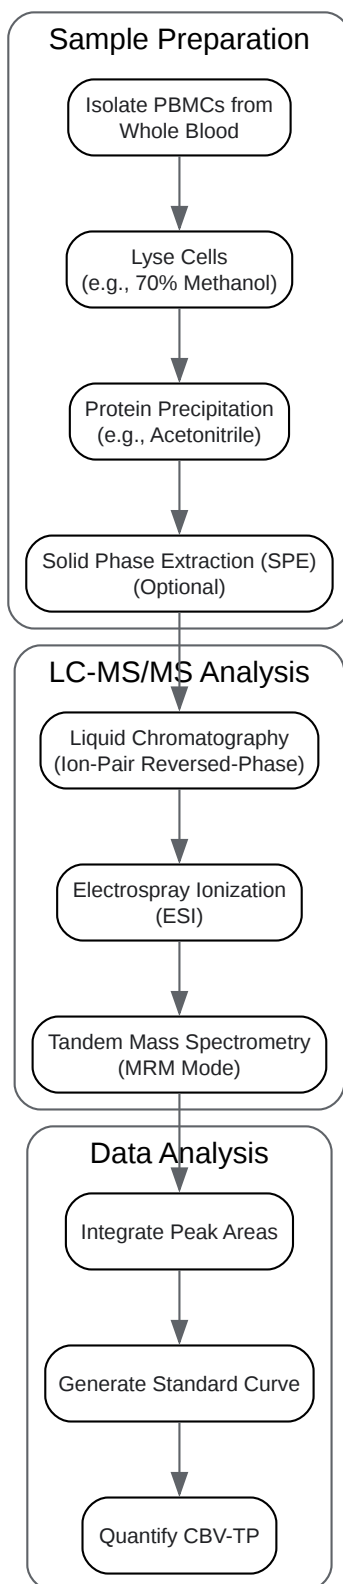 Sample Preparation
Isolate PBMCs from
Whole Blood
Lyse Cells
(e.g., 70% Methanol)
Protein Precipitation
(e.g., Acetonitrile)
Solid Phase Extraction (SPE)
(Optional)
LC-MS/MS Analysis
Liquid Chromatography
(Ion-Pair Reversed-Phase)
Electrospray Ionization
(ESI)
Tandem Mass Spectrometry
(MRM Mode)
Data Analysis
Integrate Peak Areas
Generate Standard Curve
Quantify CBV-TP